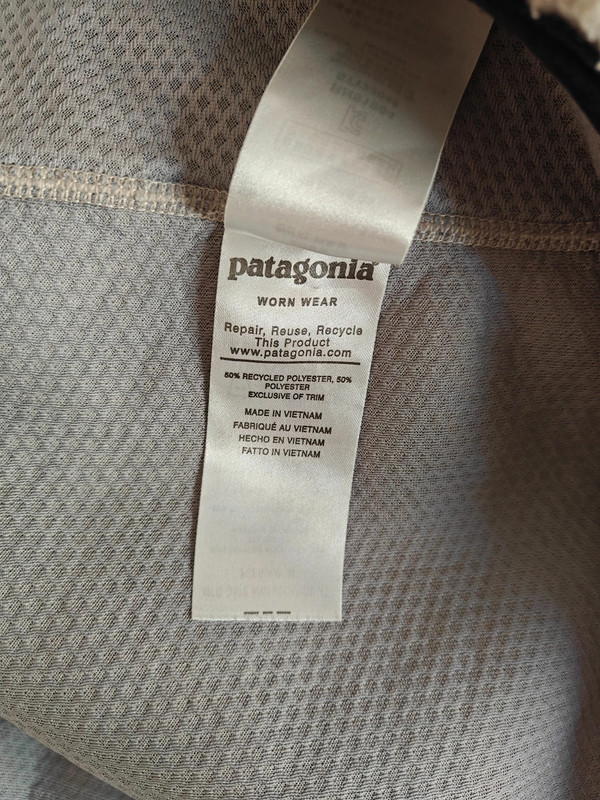 patagonia®
WORN WEAR
Repair, Reuse, Recycle
This Product
www.patagonia.com
50% RECYCLED POLYESTER, 50%
POLYESTER
EXCLUSIVE OF TRIM
MADE IN VIETNAM
FABRIQUÉ AU VIETNAM
HECHO EN VIETNAM
FATTO IN VIETNAM